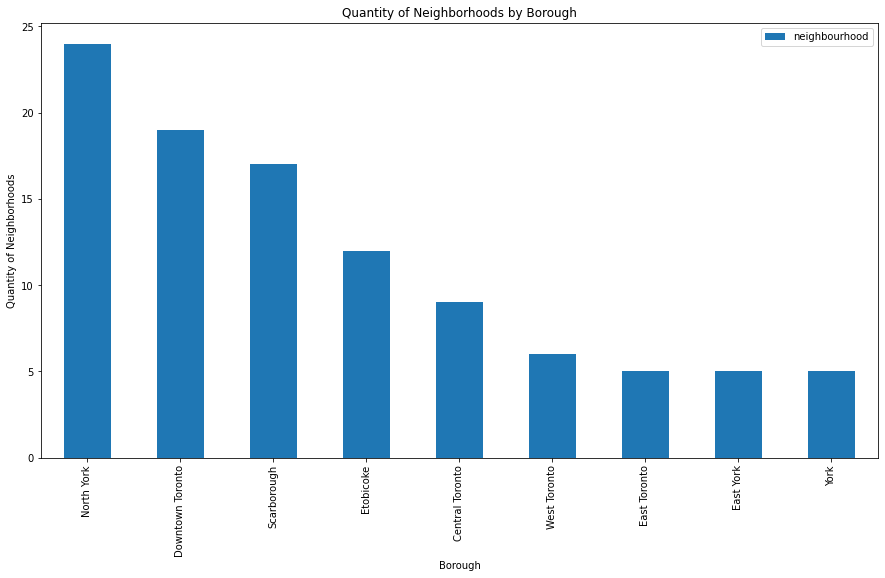 Quantity of Neighborhoods by Borough
neighbourhood
Quantity of Neighborhoods
25
20
15
10
5
0
North York
Downtown Toronto
Scarborough
Etobicoke
Central Toronto
West Toronto
East Toronto
East York
York
Borough